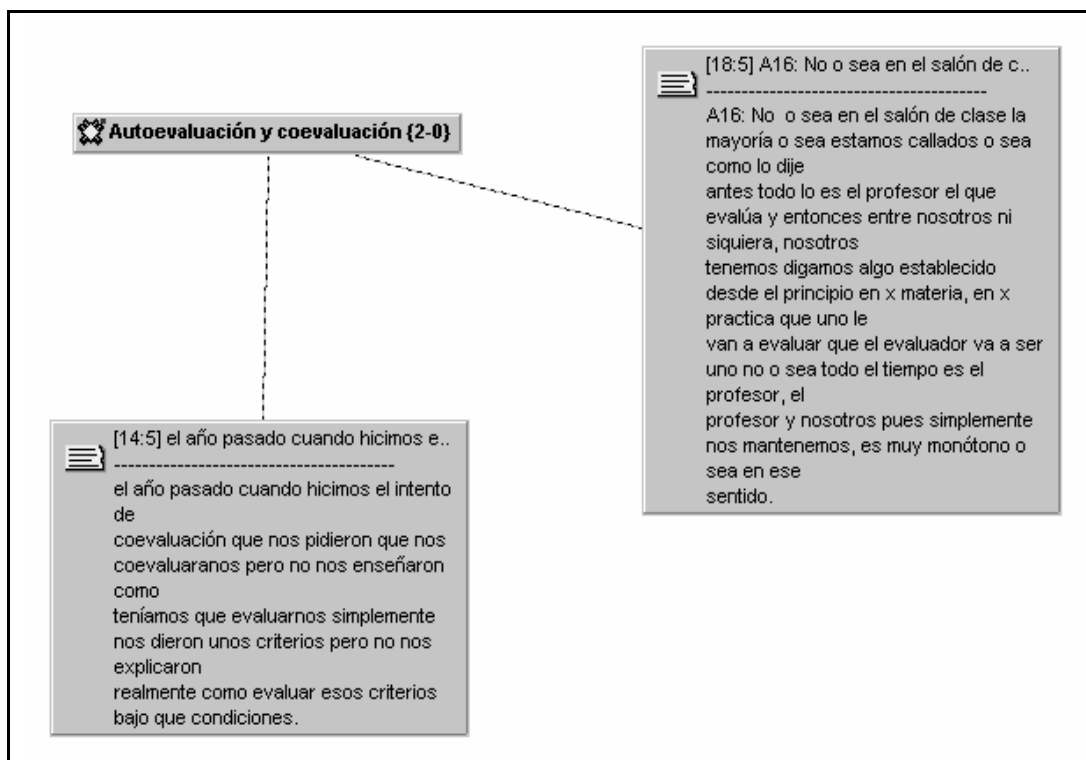 Autoevaluación y coevaluación {2-0}
[18:5] A16: No o sea en el salón de c..
----------------------------------------
A16: No  o sea en el salón de clase la
mayoría o sea estamos callados o sea
como lo dije
antes todo lo es el profesor el que
evalúa y entonces entre nosotros ni
siquiera, nosotros
tenemos digamos algo establecido
desde el principio en x materia, en x
practica que uno le
van a evaluar que el evaluador va a ser
uno no o sea todo el tiempo es el
profesor, el
profesor y nosotros pues simplemente
nos mantenemos, es muy monótono o
sea en ese
sentido.
[14:5] el año pasado cuando hicimos e..
----------------------------------------
el año pasado cuando hicimos el intento
de
coevaluación que nos pidieron que nos
coevaluaranos pero no nos enseñaron
como
teníamos que evaluarnos simplemente
nos dieron unos criterios pero no nos
explicaron
realmente como evaluar esos criterios
bajo que condiciones.